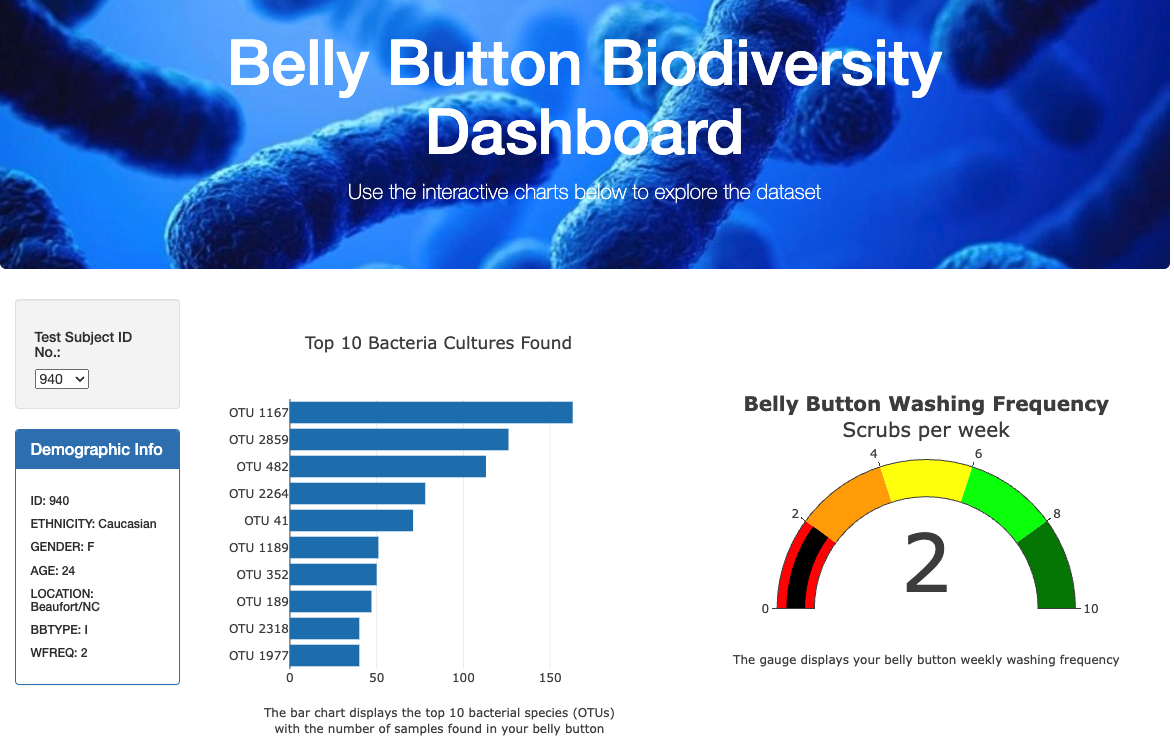 Belly Button Biodiversity
Dashboard
Use the interactive charts below to explore the dataset
Test Subject ID
No.:
940
Demographic Info
ID: 940
ETHNICITY: Caucasian
GENDER: F
AGE: 24
LOCATION:
Beaufort/NC
BBTYPE: I
WFREQ: 2
Top 10 Bacteria Cultures Found
OTU 1167
OTU 2859
OTU 482
OTU 2264
OTU 41
OTU 1189
OTU 352
OTU 189
OTU 2318
OTU 1977
0 50 100 150
The bar chart displays the top 10 bacterial species (OTUs)
with the number of samples found in your belly button
Belly Button Washing Frequency
Scrubs per week
0
2
4
6
8
10
2
The gauge displays your belly button weekly washing frequency